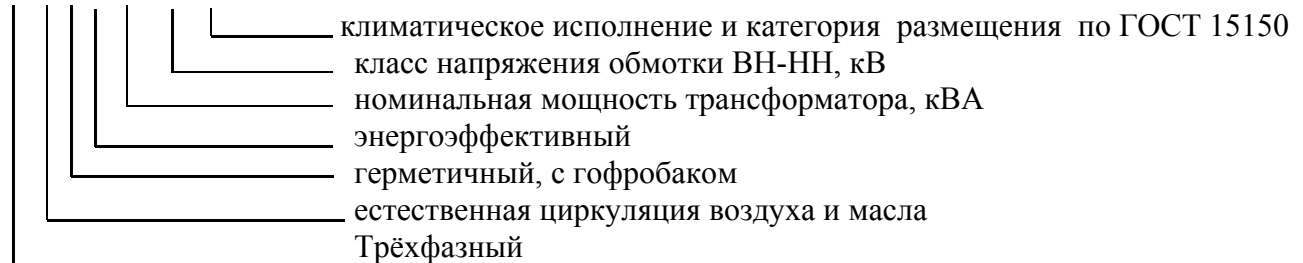 климатическое исполнение и категория размещения по ГОСТ 15150
класс напряжения обмотки ВН-НН, кВ
номинальная мощность трансформатора, кВА
энергоэффективный
герметичный, с гофробаком
естественная циркуляция воздуха и масла
Трёхфазный